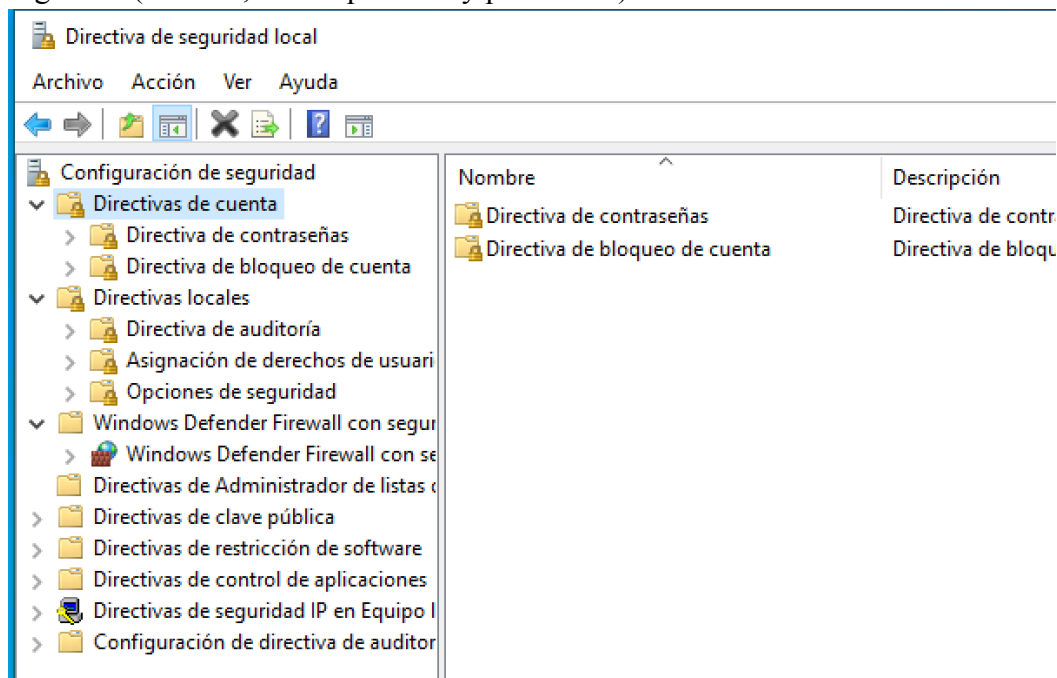 Directiva de seguridad local
Archivo Acción Ver Ayuda
Configuración de seguridad
Directivas de cuenta
Directiva de contraseñas
Directiva de bloqueo de cuenta
Directivas locales
Directiva de auditoría
Asignación de derechos de usuari
Opciones de seguridad
Windows Defender Firewall con segur
Windows Defender Firewall con se
Directivas de Administrador de listas
Directivas de clave pública
Directivas de restricción de software
Directivas de control de aplicaciones
Directivas de seguridad IP en Equipo l
Configuración de directiva de auditor
Nombre Descripción
Directiva de contraseñas Directiva de contr
Directiva de bloqueo de cuenta Directiva de bloqu